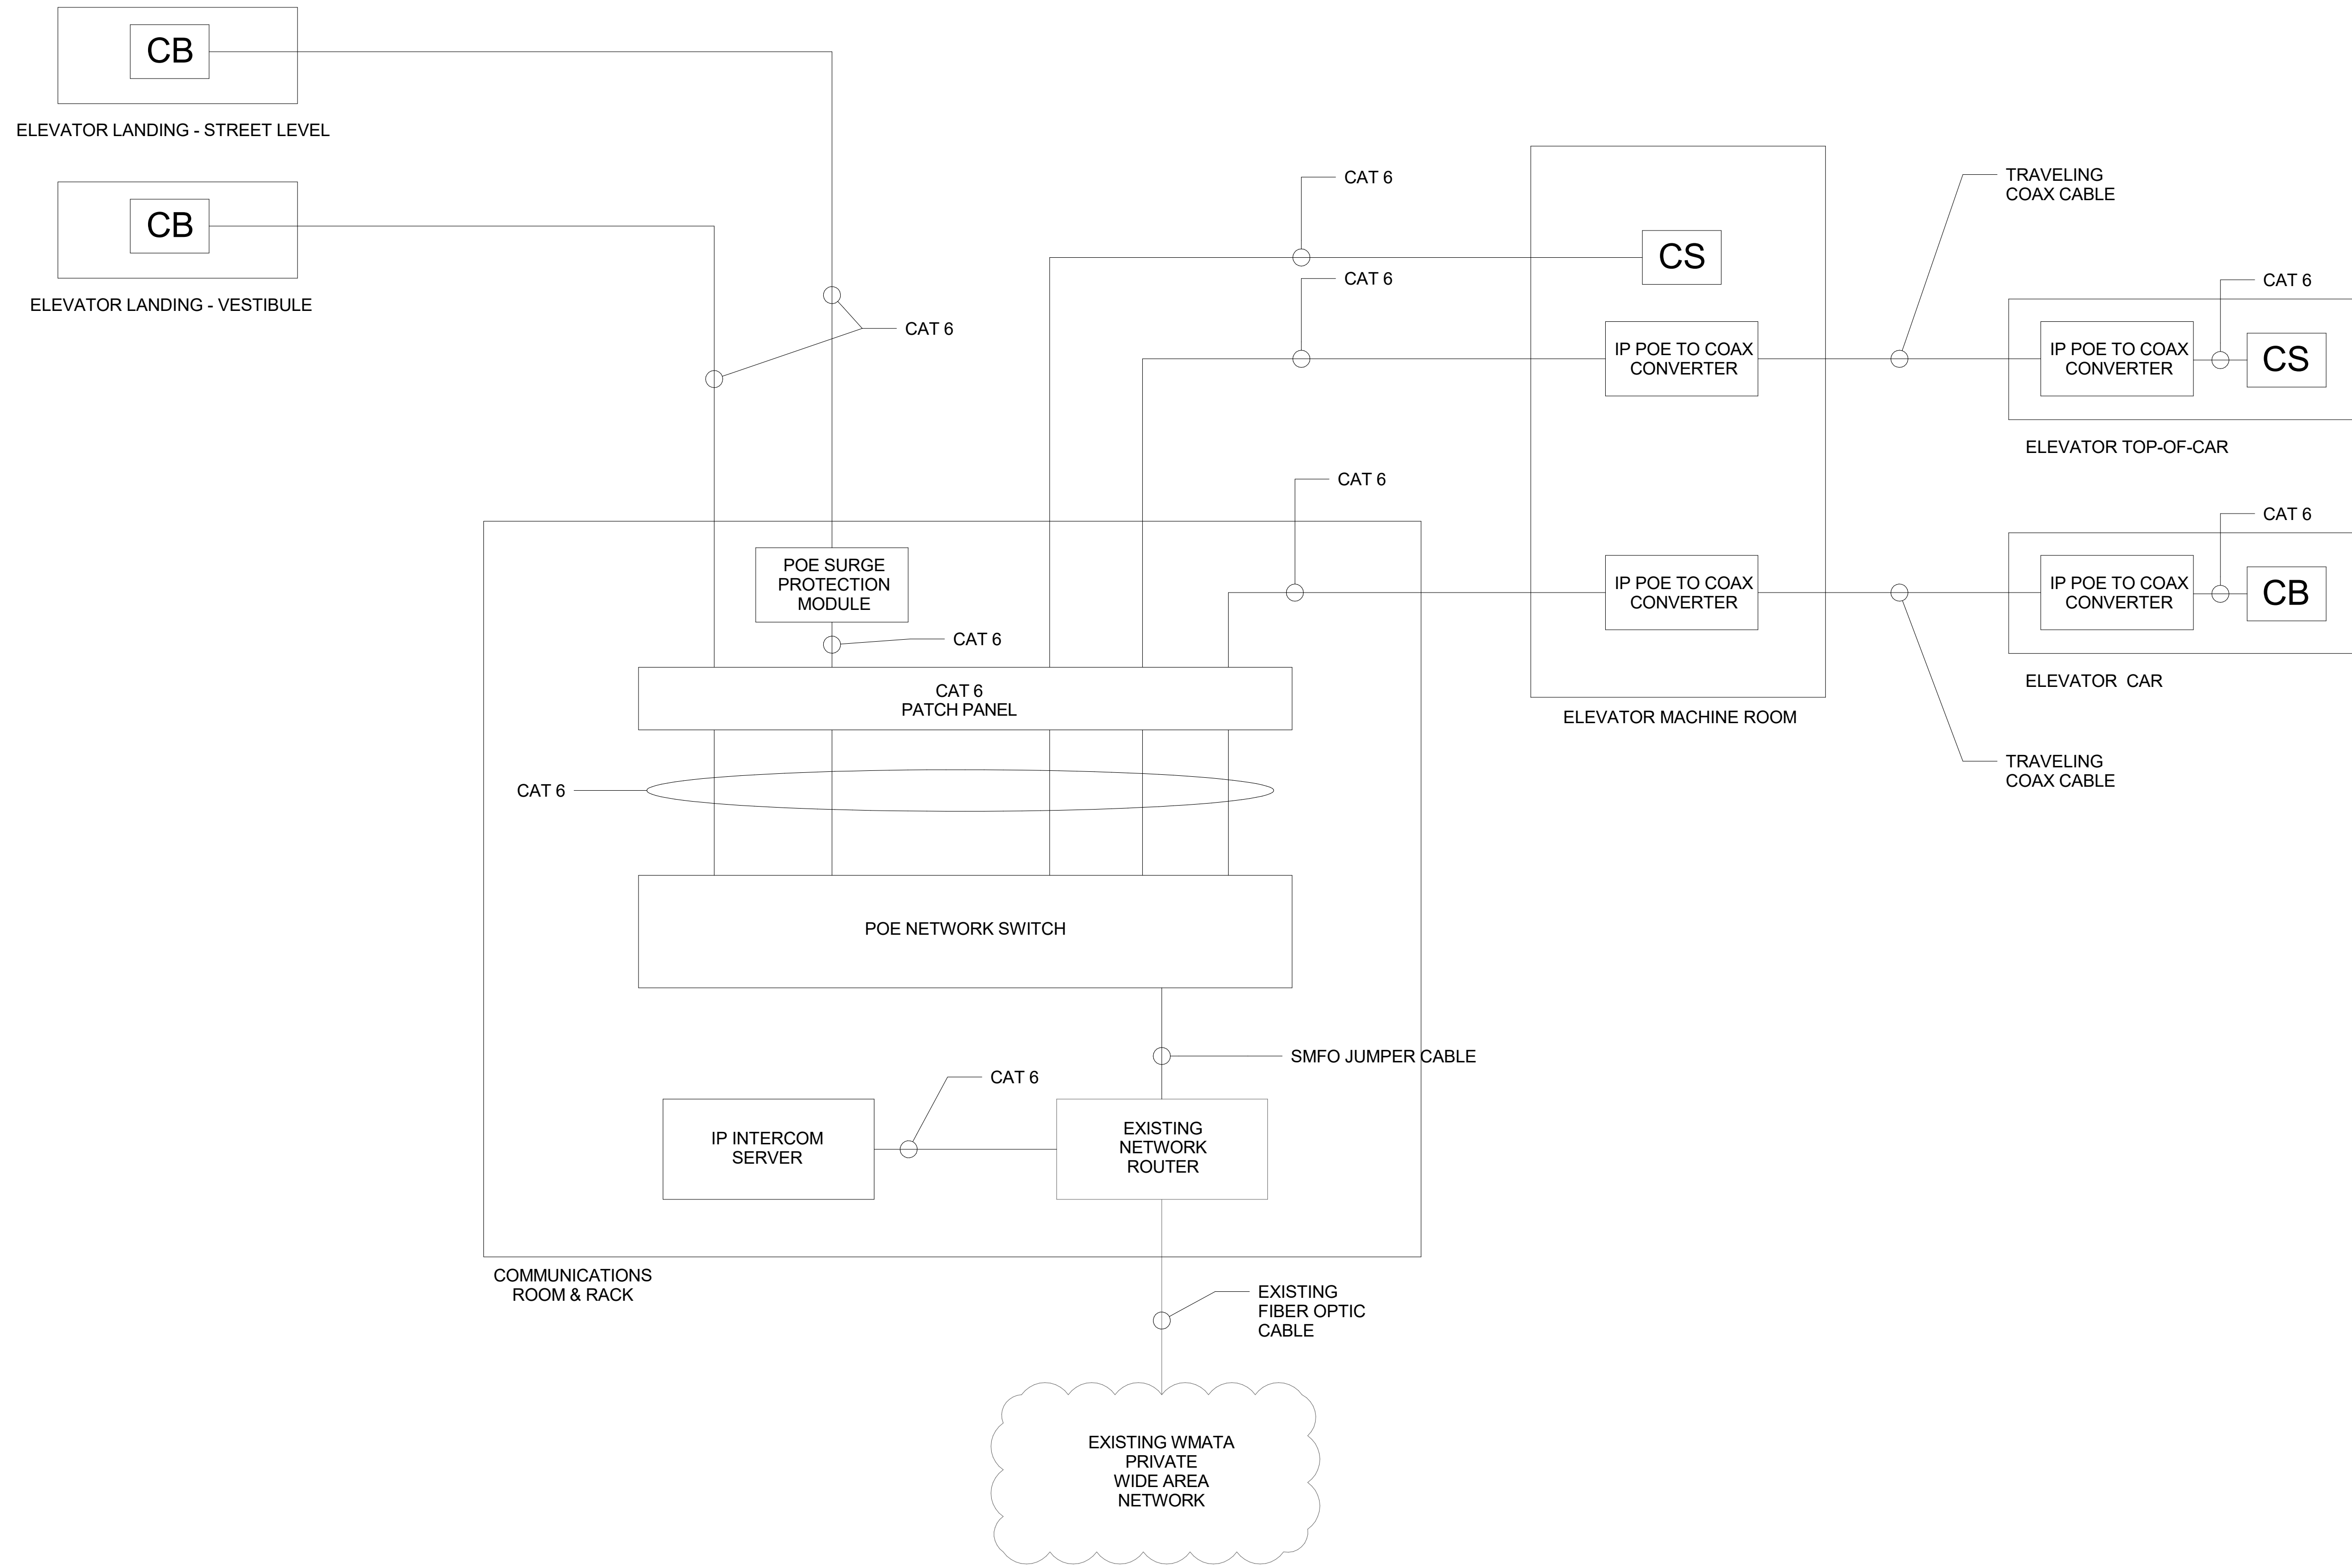 CB
ELEVATOR LANDING - STREET LEVEL
CB
ELEVATOR LANDING - VESTIBULE
CAT 6
CAT 6
CS
CAT 6
IP POE TO COAX
CONVERTER
TRAVELING
COAX CABLE
CAT 6
IP POE TO COAX
CONVERTER
CS
ELEVATOR TOP-OF-CAR
CAT 6
IP POE TO COAX
CONVERTER
ELEVATOR MACHINE ROOM
CAT 6
IP POE TO COAX
CONVERTER
CB
ELEVATOR  CAR
TRAVELING
COAX CABLE
POE SURGE
PROTECTION
MODULE
CAT 6
CAT 6
PATCH PANEL
CAT 6
POE NETWORK SWITCH
SMFO JUMPER CABLE
CAT 6
IP INTERCOM
SERVER
EXISTING
NETWORK
ROUTER
COMMUNICATIONS
ROOM & RACK
EXISTING
FIBER OPTIC
CABLE
EXISTING WMATA
PRIVATE
WIDE AREA
NETWORK